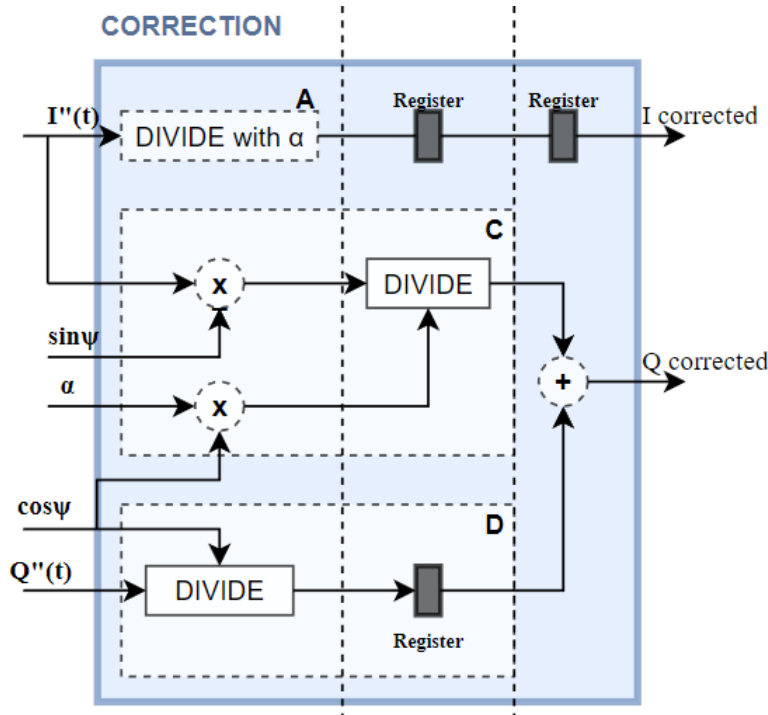 CORRECTION
I"(t)
A
DIVIDE with α
Register
Register
I corrected
C
x
DIVIDE
sinψ
α
x
+
Q corrected
cosψ
D
Q"(t)
DIVIDE
Register